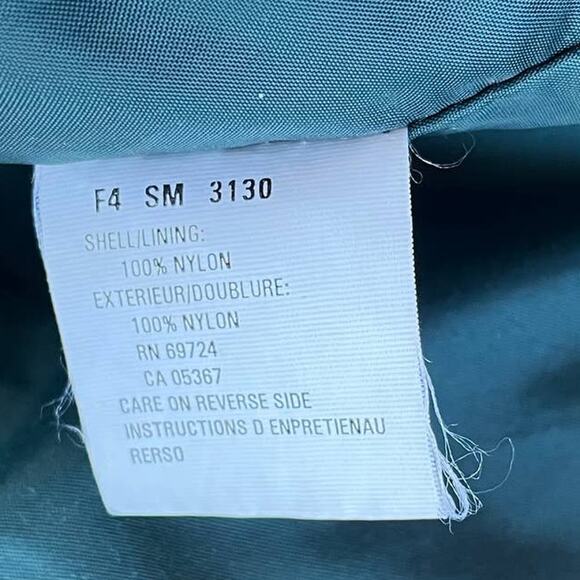 F4 SM 3130
SHELL/LINING:
100% NYLON
EXTERIEUR/DOUBLURE:
100% NYLON
RN 69724
CA 05367
CARE ON REVERSE SIDE
INSTRUCTIONS D ENPRETIENAU
RERSO